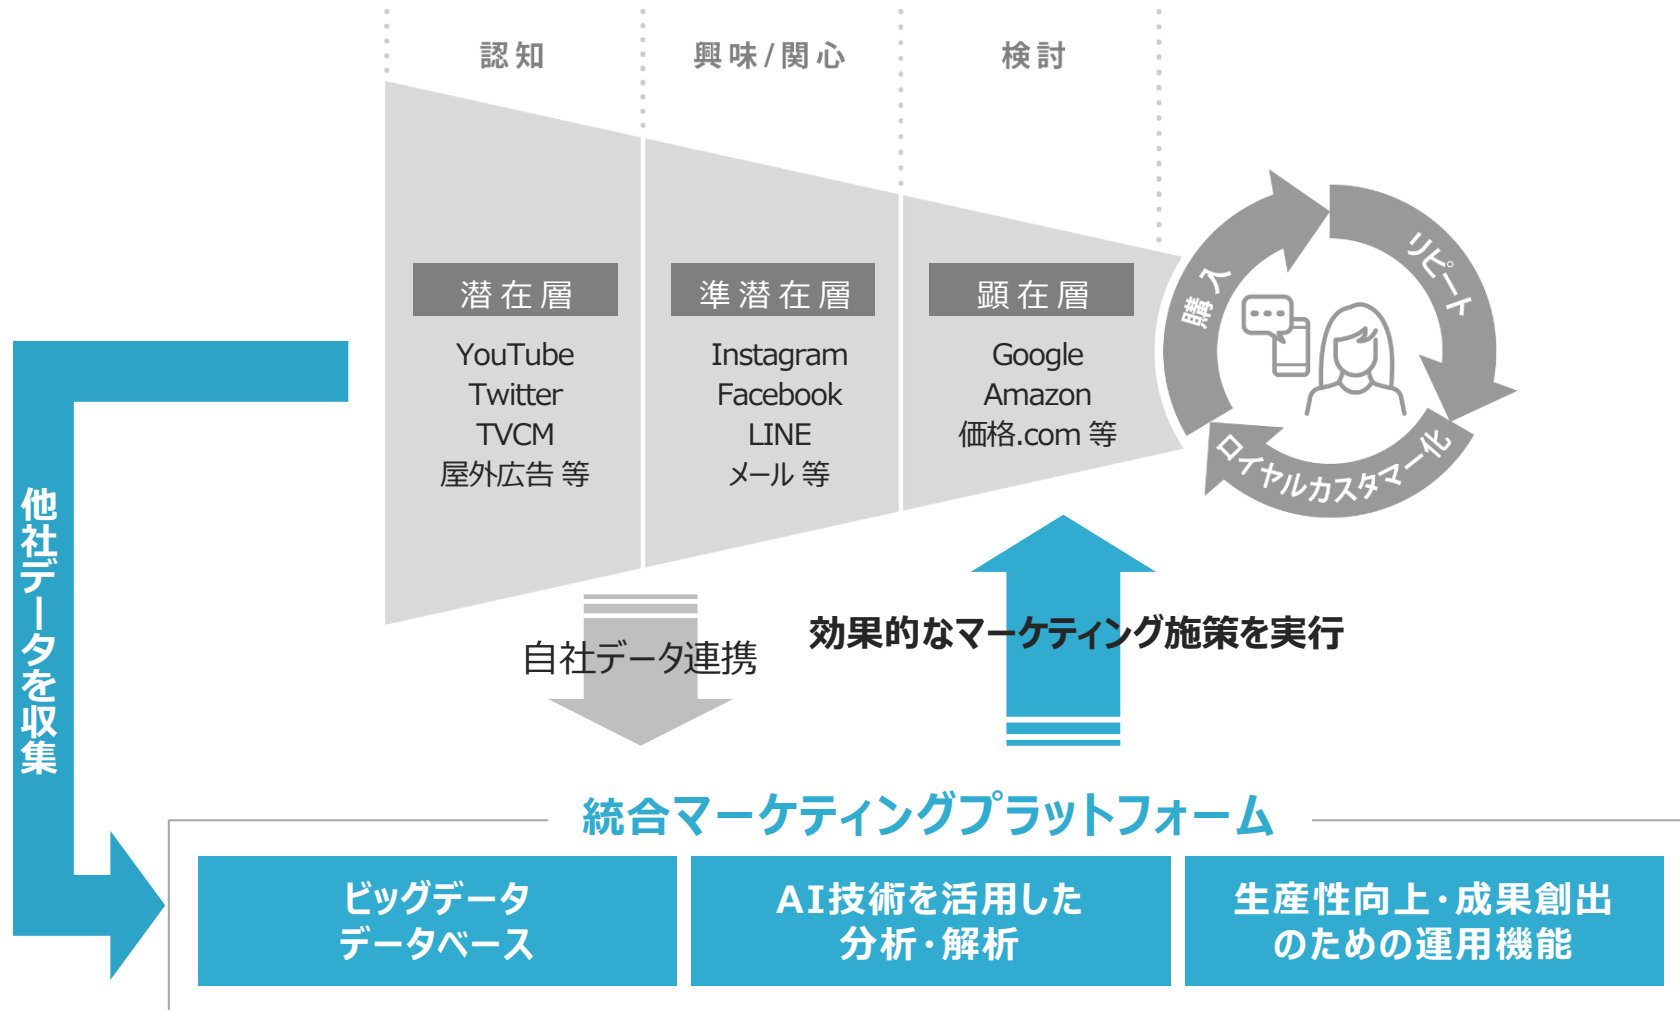 認知
興味/関心
検討
潜在層
YouTube
Twitter
TVCM
屋外広告 等
準潜在層
Instagram
Facebook
LINE
メール 等
顕在層
Google
Amazon
価格.com 等
購入
リピート
ロイヤルカスタマー化
他社データを収集
自社データ連携
効果的なマーケティング施策を実行
統合マーケティングプラットフォーム
ビッグデータ
データベース
AI技術を活用した
分析・解析
生産性向上・成果創出
のための運用機能